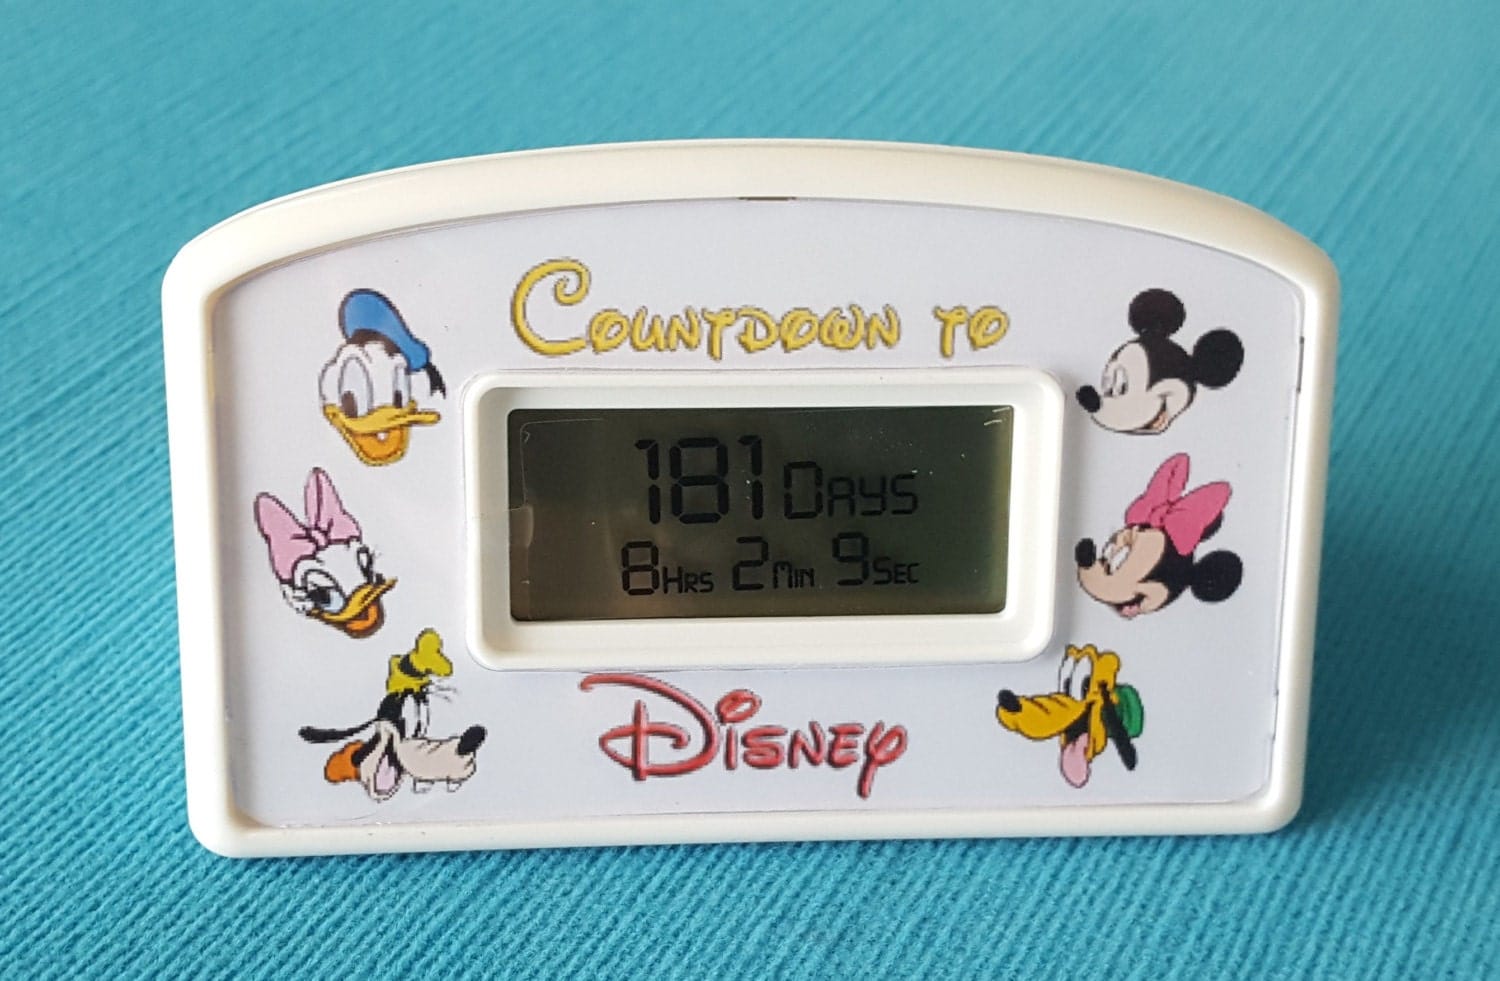 Countdown to
181 Days
8 Hrs 2 Min 9 Sec
Disney